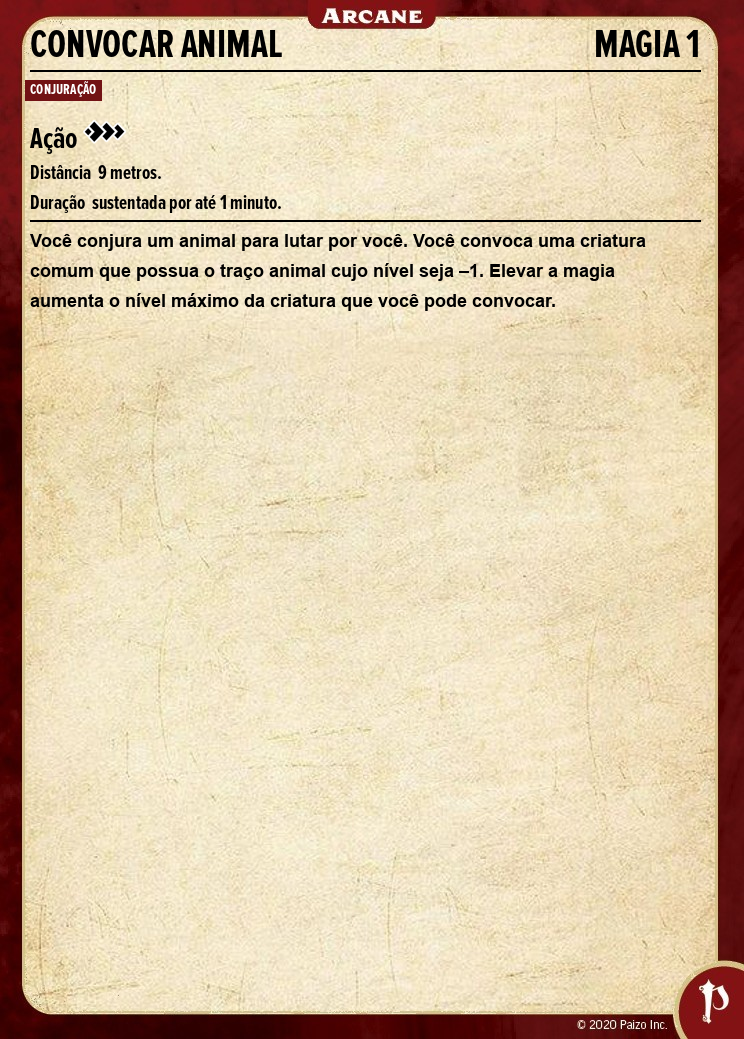 ARCANE
CONVOCAR ANIMAL MAGIA 1
CONJURAÇÃO
Ação
Distância 9 metros.
Duração sustentada por até 1 minuto.
Você conjura um animal para lutar por você. Você convoca uma criatura
comum que possua o traço animal cujo nível seja –1. Elevar a magia
aumenta o nível máximo da criatura que você pode convocar.
© 2020 Paizo Inc.